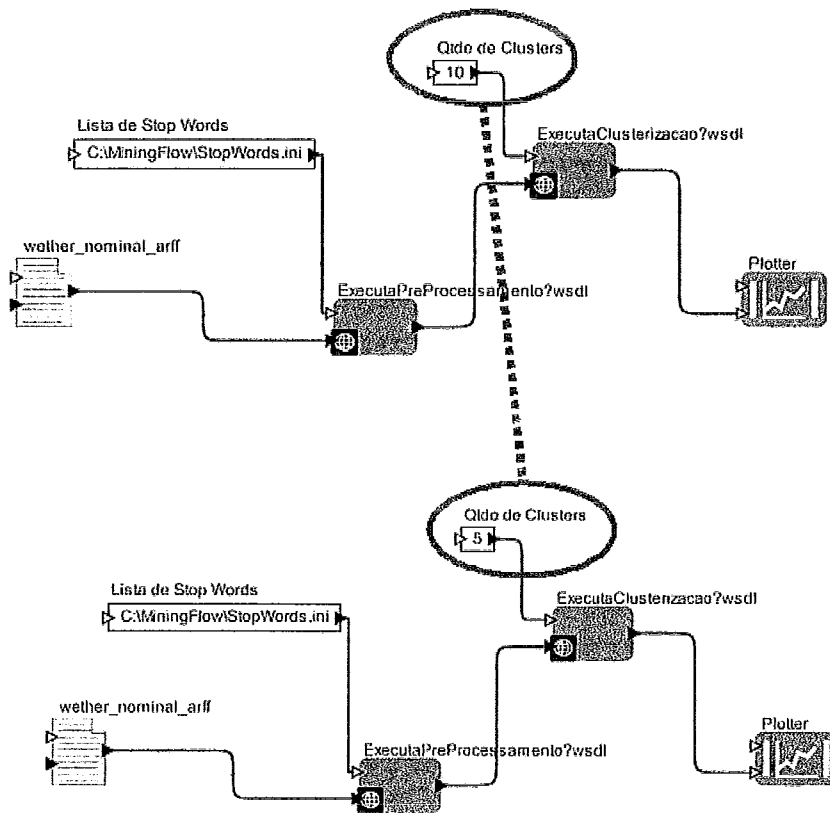 Qtde de Clusters
10
Lista de Stop Words
C:\MiningFlow\StopWords.ini
ExecutaClusterizacao?wsdl
wether_nominal_arff
Plotter
ExecutaPreProcessamento?wsdl
Qtde de Clusters
5
Lista de Stop Words
C:\MiningFlow\StopWords.ini
ExecutaClusterizacao?wsdl
wether_nominal_arff
Plotter
ExecutaPreProcessamento?wsdl